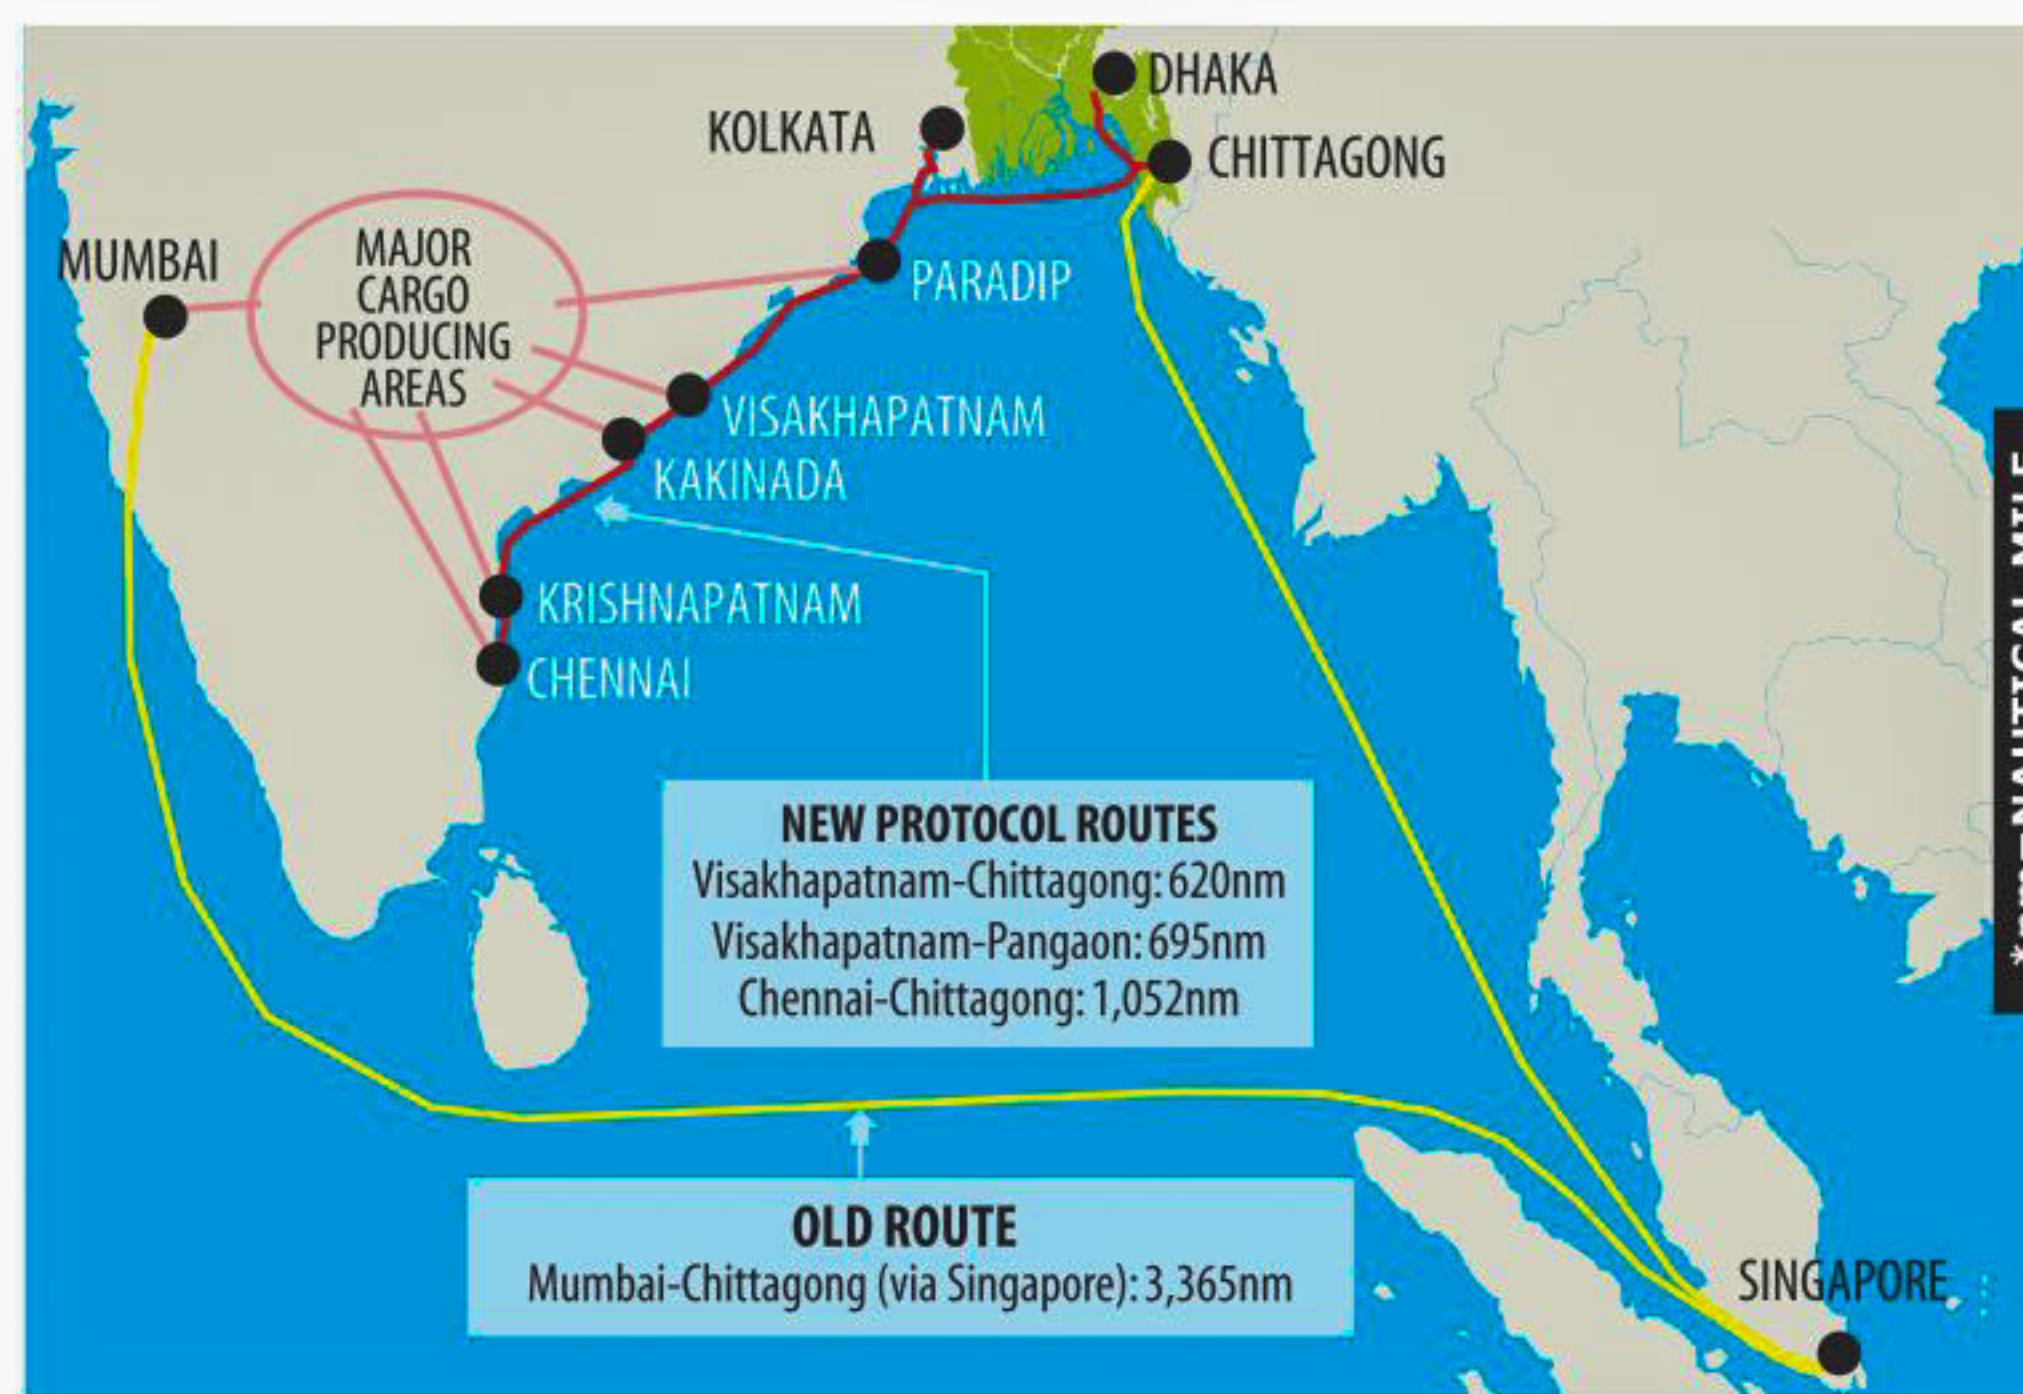 DHAKA
KOLKATA
CHITTAGONG
MUMBAI
MAJOR
CARGO
PRODUCING
AREAS
PARADIP
VISAKHAPATNAM
KAKINADA
KRISHNAPATNAM
CHENNAI
NEW PROTOCOL ROUTES
Visakhapatnam-Chittagong: 620nm
Visakhapatnam-Pangaon: 695nm
Chennai-Chittagong: 1,052nm
OLD ROUTE
Mumbai-Chittagong (via Singapore): 3,365nm
SINGAPORE